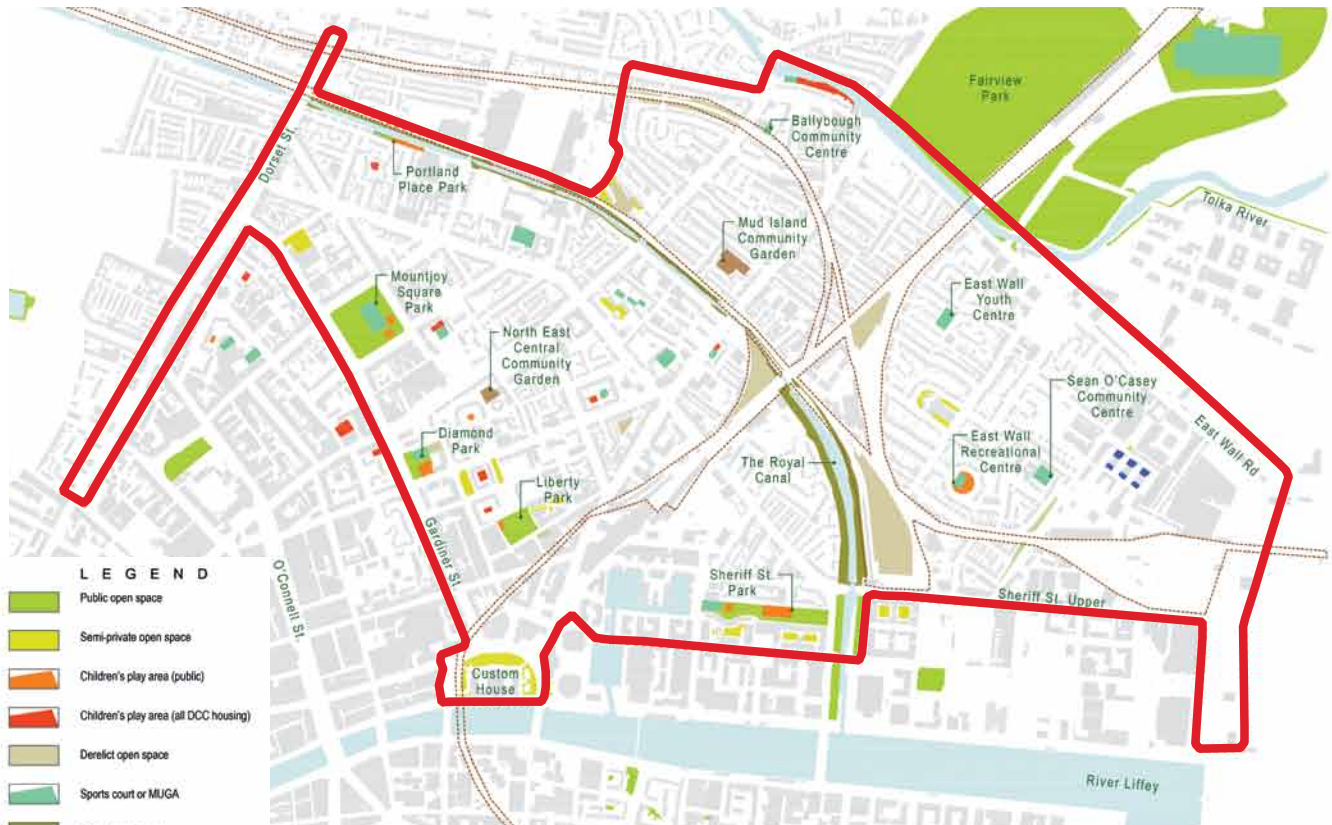 Fairview
Park
Ballybough
Community
Centre
Dorset St.
Portland
Place Park
Tolka River
Mud Island
Community
Garden
Mountjoy
Square
Park
East Wall
Youth
Centre
North East
Central
Community
Garden
Sean O'Casey
Community
Centre
Diamond
Park
East Wall
Recreational
Centre
East Wall Rd
The Royal
Canal
Liberty
Park
Gardiner St
O'Connell St.
Sheriff St.
Park
Sheriff St. Upper
Custom
House
River Liffey
LEGEND
Public open space
Semi-private open space
Children's play area (public)
Children's play area (all DCC housing)
Derelict open space
Sports court or MUGA